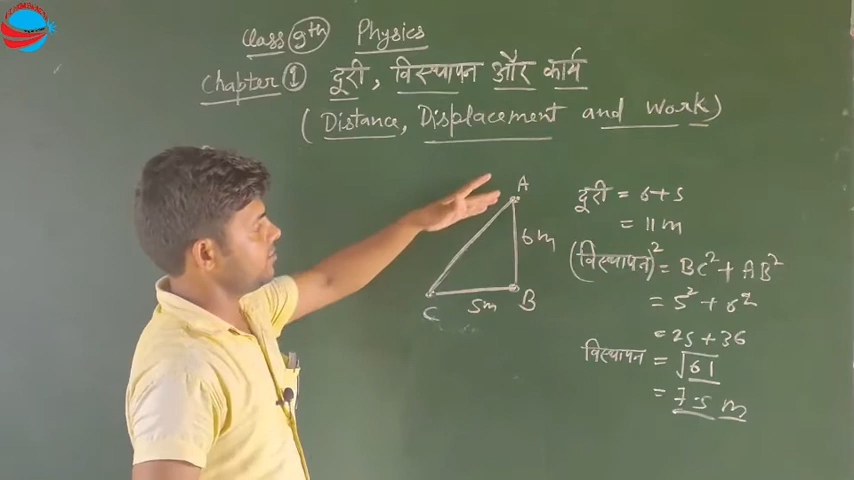 Class 9th Physics
Chapter 1 दूरी, विस्थापन और कार्य
(Distance, Displacement and Work)
A
6m
B
5m
C
दूरी = 6+5
= 11m
(विस्थापन)² = BC² + AB²
= 5² + 6²
= 25+36
विस्थापन = √61
= 7.5 m